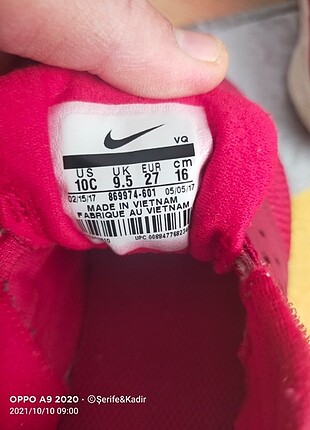 VQ
US UK EUR cm
10C 9.5 27 16
02/15/17 869974-601 05/05/17
MADE IN VIETNAM
FABRIQUE AU VIETNAM
UPC
OPPO A9 2020 · ©Şerife&Kadir
2021/10/10 09:00